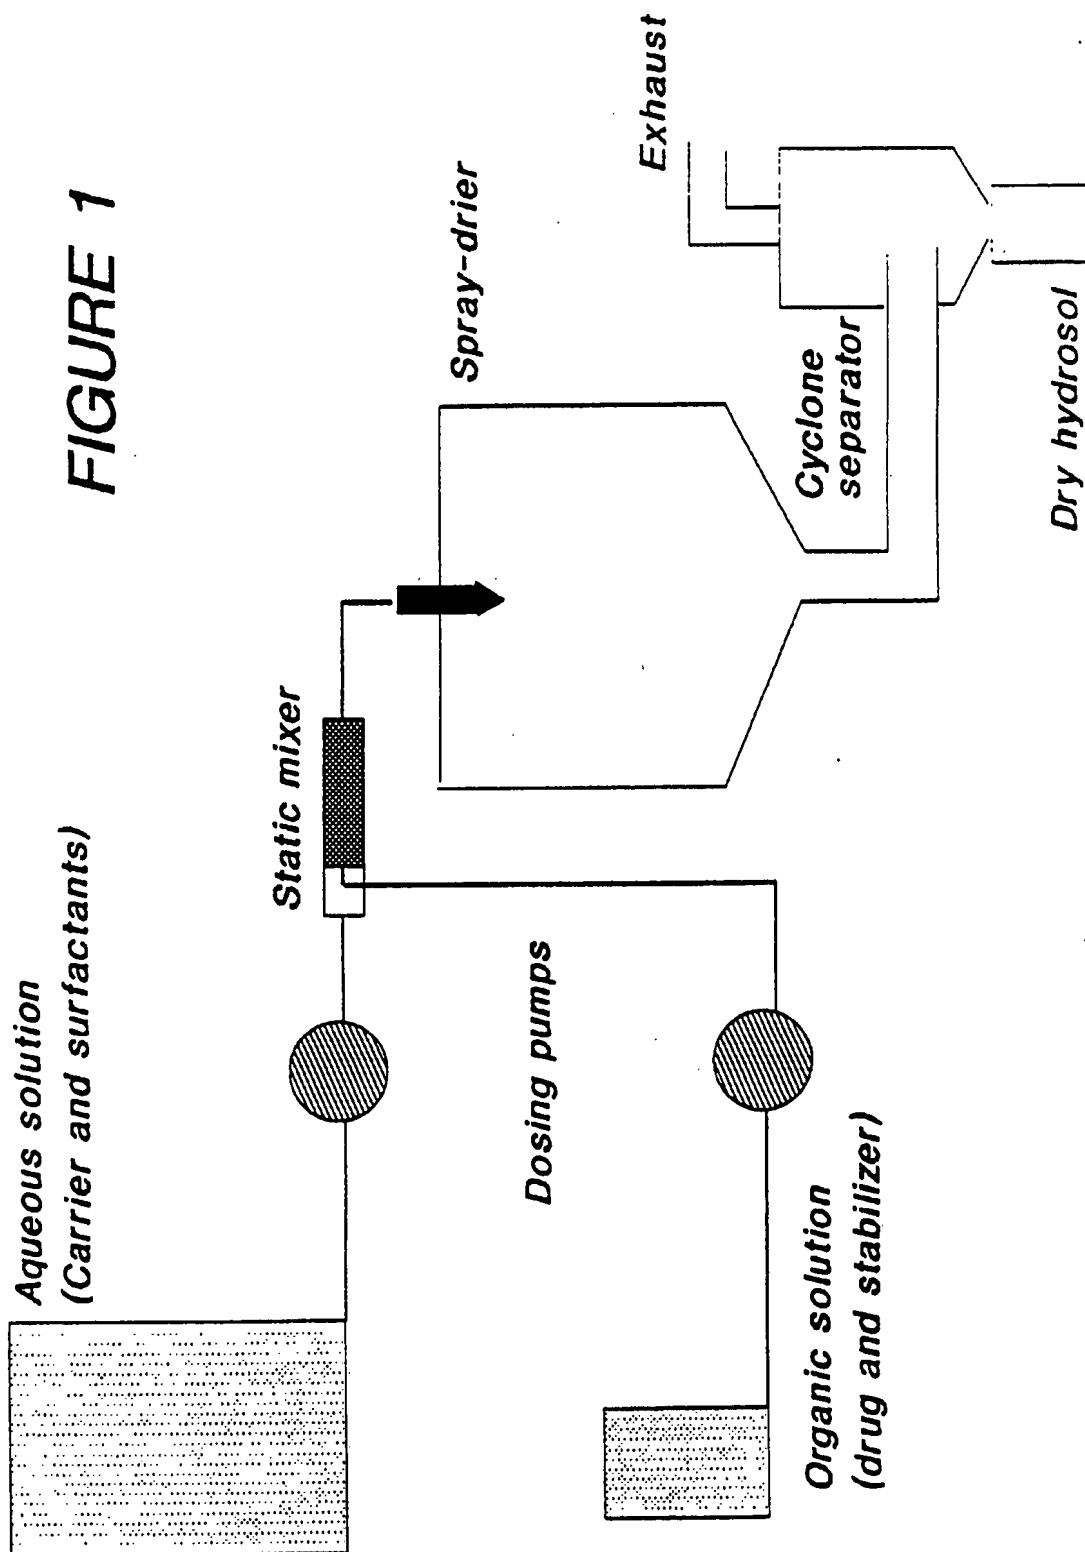 FIGURE 1
Aqueous solution
(Carrier and surfactants)
Static mixer
Spray-drier
Exhaust
Dosing pumps
Cyclone
separator
Organic solution
(drug and stabilizer)
Dry hydrosol